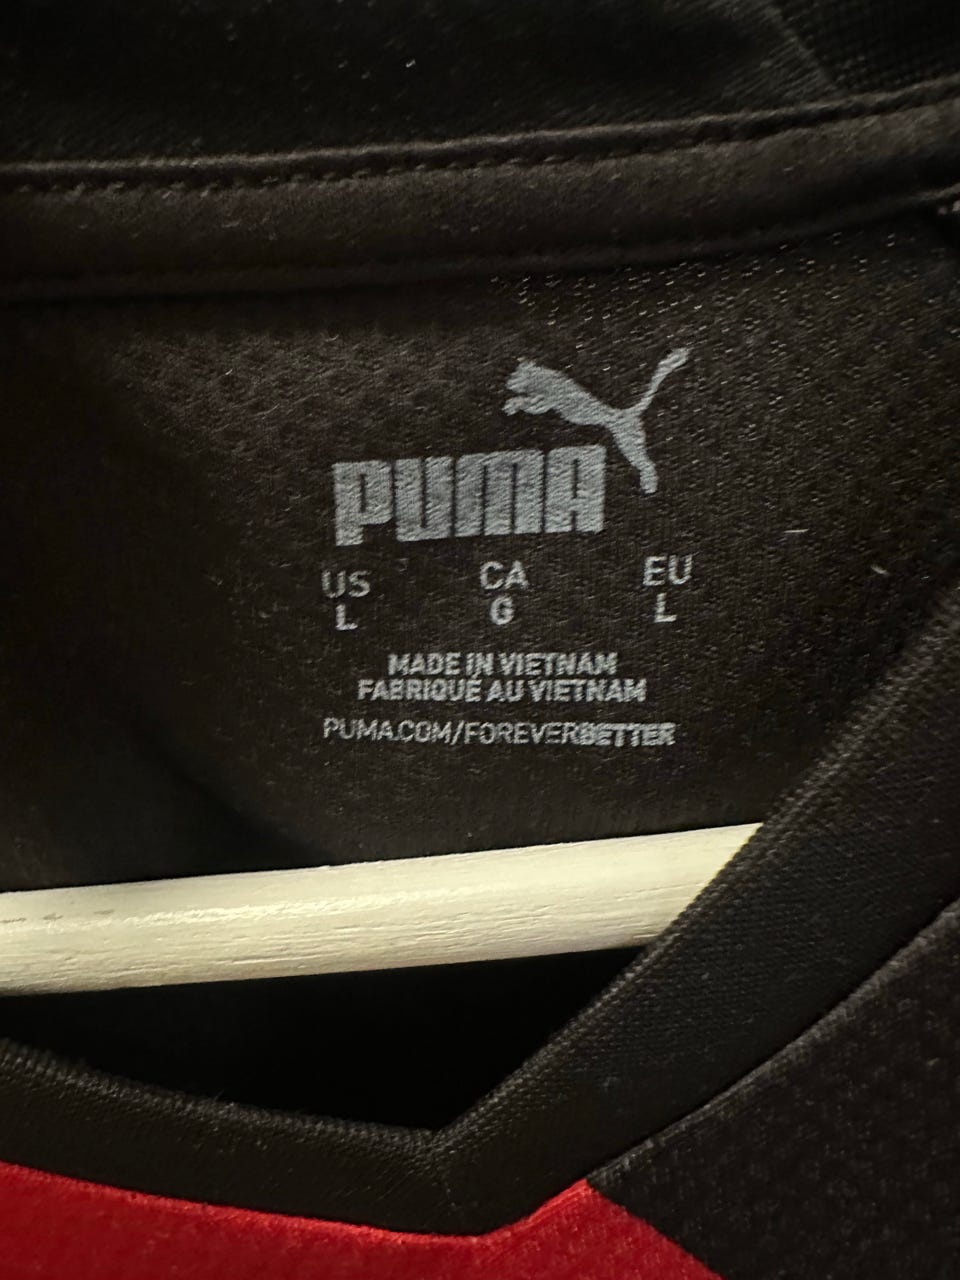 PUMA
US CA EU
L G L
MADE IN VIETNAM
FABRIQUÉ AU VIETNAM
PUMA.COM/FOREVERBETTER